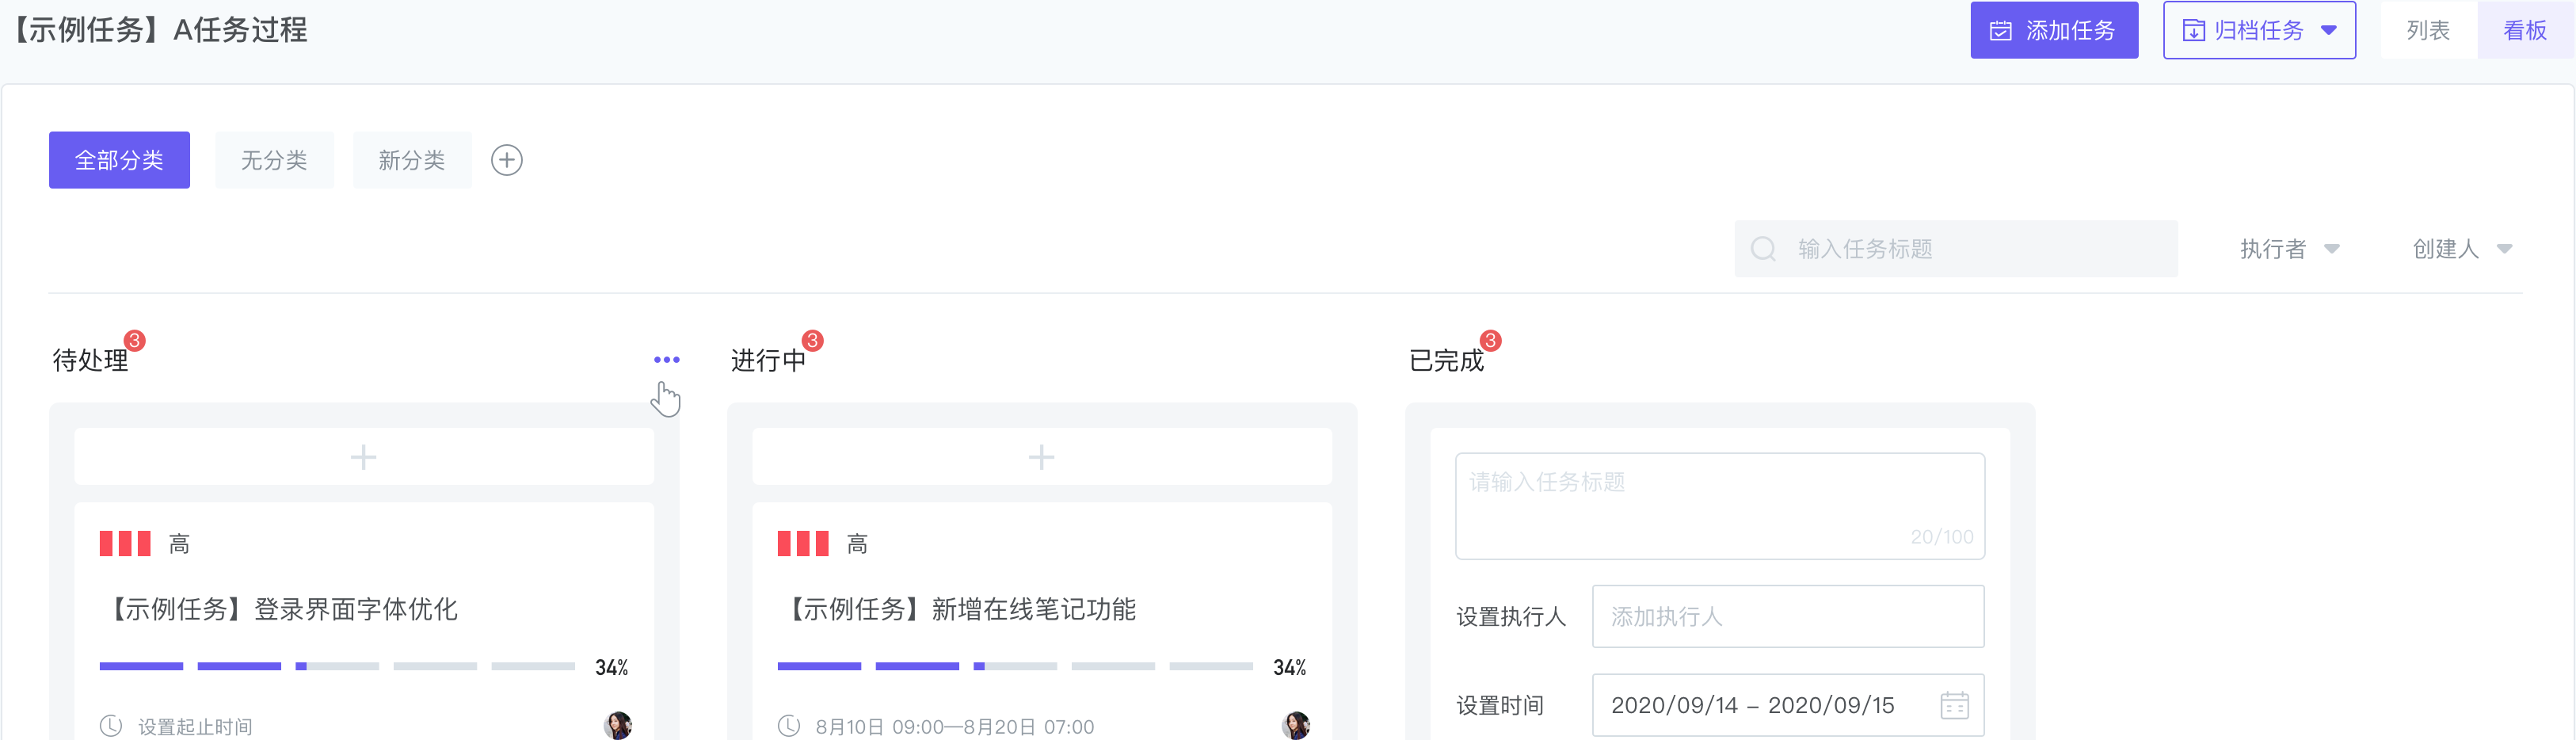 【示例任务】A任务过程
添加任务
归档任务
列表
看板
全部分类
无分类
新分类
输入任务标题
执行者
创建人
待处理
3
进行中
3
已完成
3
高
【示例任务】登录界面字体优化
34%
设置起止时间
高
【示例任务】新增在线笔记功能
34%
8月10日 09:00—8月20日 07:00
请输入任务标题
20/100
设置执行人
添加执行人
设置时间
2020/09/14 – 2020/09/15